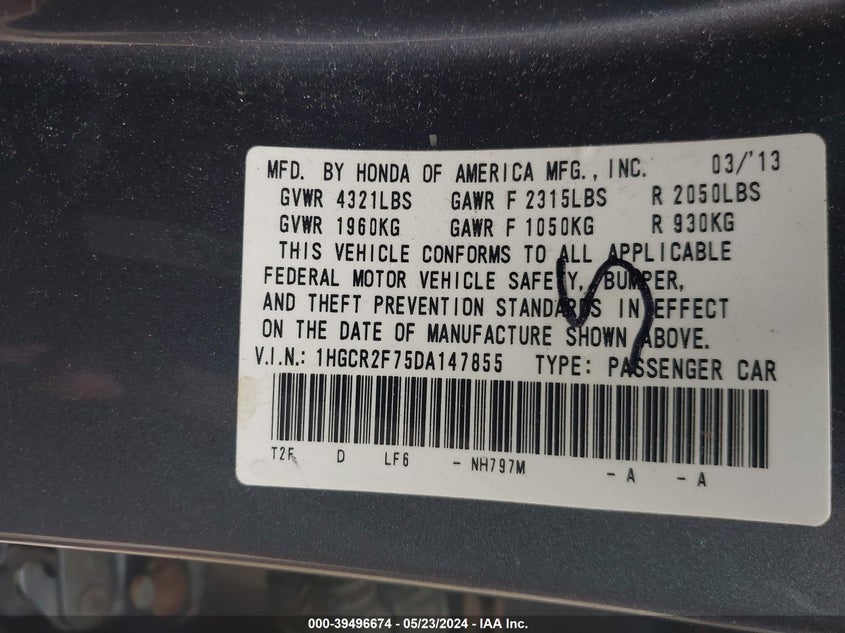 MFD. BY HONDA OF AMERICA MFG., INC. 03/'13
GVWR 4321LBS GAWR F 2315LBS R 2050LBS
GVWR 1960KG GAWR F 1050KG R 930KG
THIS VEHICLE CONFORMS TO ALL APPLICABLE
FEDERAL MOTOR VEHICLE SAFETY, BUMPER,
AND THEFT PREVENTION STANDARDS IN EFFECT
ON THE DATE OF MANUFACTURE SHOWN ABOVE.
V.I.N.: 1HGCR2F75DA147855 TYPE: PASSENGER CAR
T2F D LF6 - NH797M - A - A
000-39496674 / 05/23/2024 - IAA Inc.